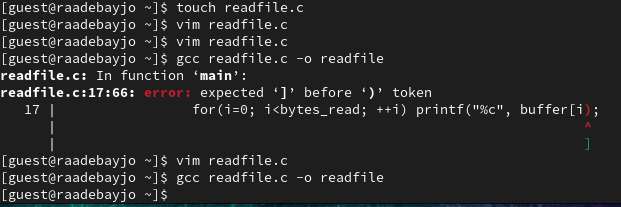 [guest@raadebayjo ~]$ touch readfile.c
[guest@raadebayjo ~]$ vim readfile.c
[guest@raadebayjo ~]$ vim readfile.c
[guest@raadebayjo ~]$ gcc readfile.c -o readfile
readfile.c: In function ‘main’:
readfile.c:17:66: error: expected ‘]’ before ‘)’ token
   17 |                 for(i=0; i<bytes_read; ++i) printf("%c", buffer[i);
      |                                                                  ^
      |                                                                  ]
[guest@raadebayjo ~]$ vim readfile.c
[guest@raadebayjo ~]$ gcc readfile.c -o readfile
[guest@raadebayjo ~]$